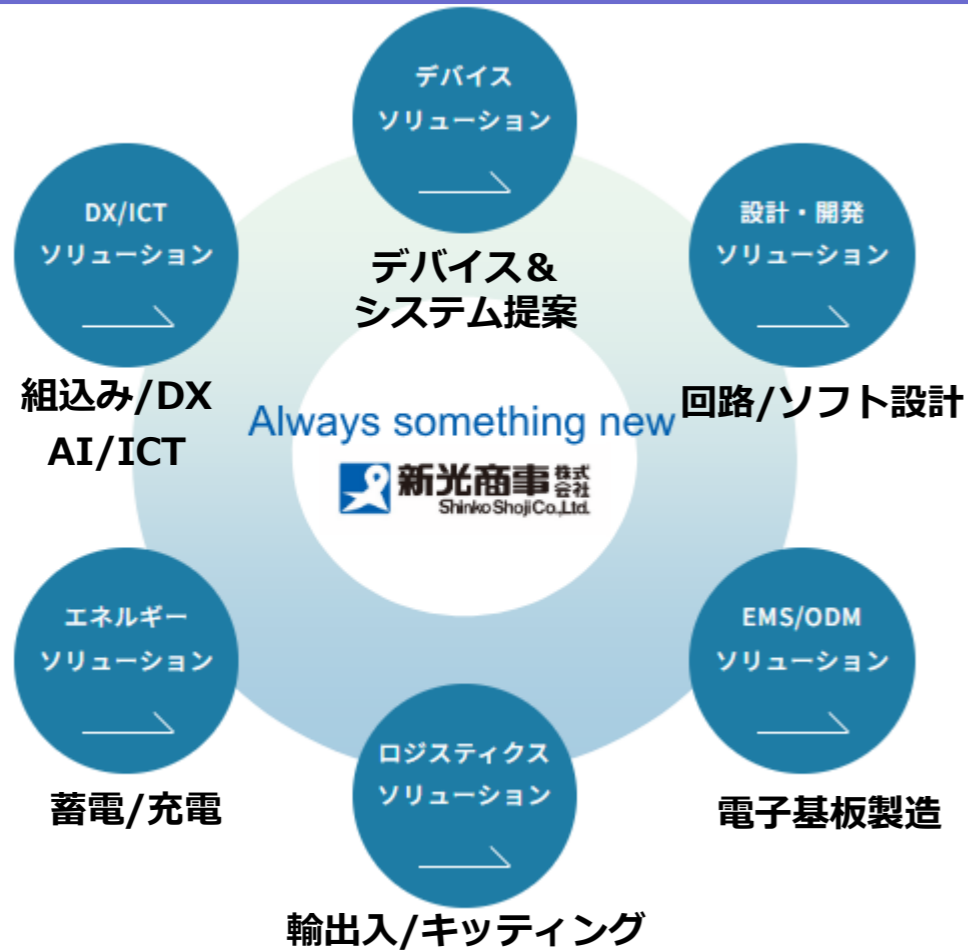 デバイス
ソリューション
デバイス＆
システム提案
DX/ICT
ソリューション
組込み/DX
AI/ICT
設計・開発
ソリューション
回路/ソフト設計
Always something new
新光商事 株式会社
Shinko Shoji Co.,Ltd.
エネルギー
ソリューション
蓄電/充電
EMS/ODM
ソリューション
電子基板製造
ロジスティクス
ソリューション
輸出入/キッティング